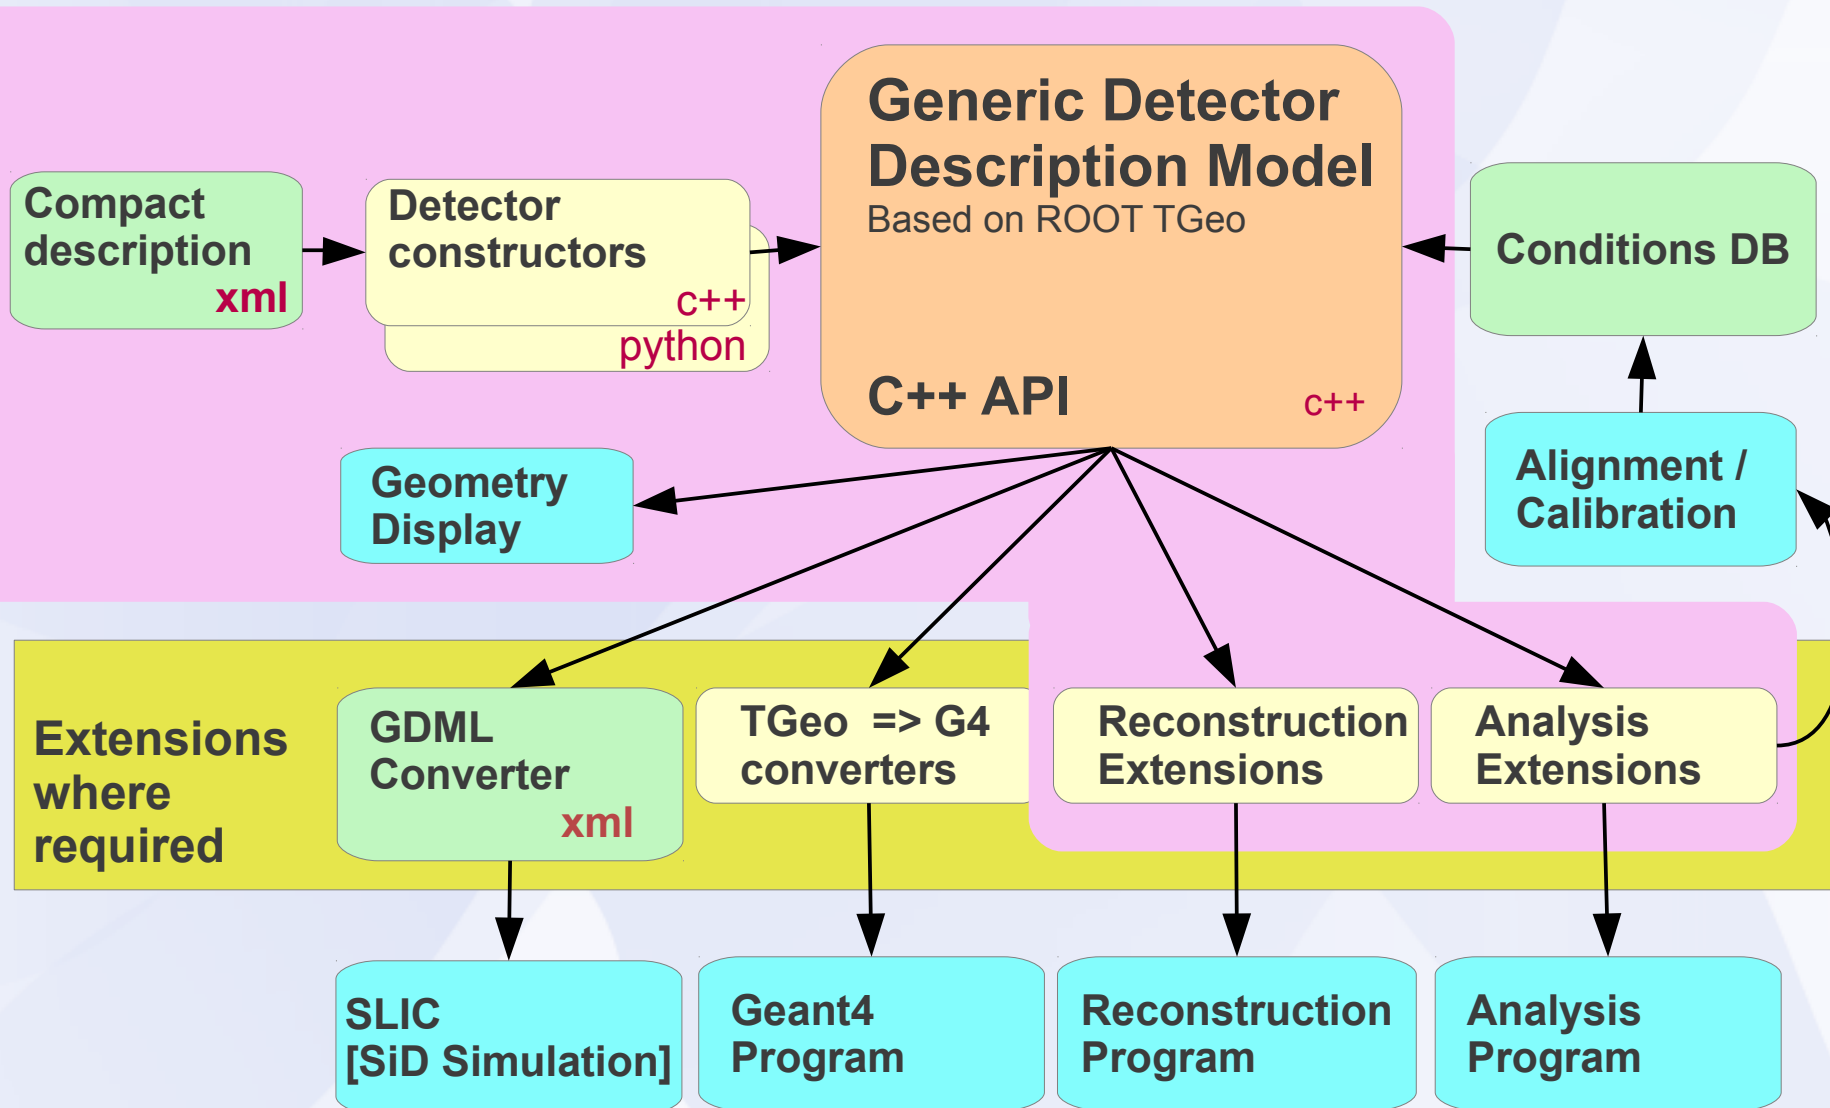 Generic Detector
Description Model
Based on ROOT TGeo
C++ API
c++
Compact
description
xml
Detector
constructors
c++
python
Conditions DB
Alignment /
Calibration
Geometry
Display
Extensions
where
required
GDML
Converter
xml
TGeo => G4
converters
Reconstruction
Extensions
Analysis
Extensions
SLIC
[SiD Simulation]
Geant4
Program
Reconstruction
Program
Analysis
Program